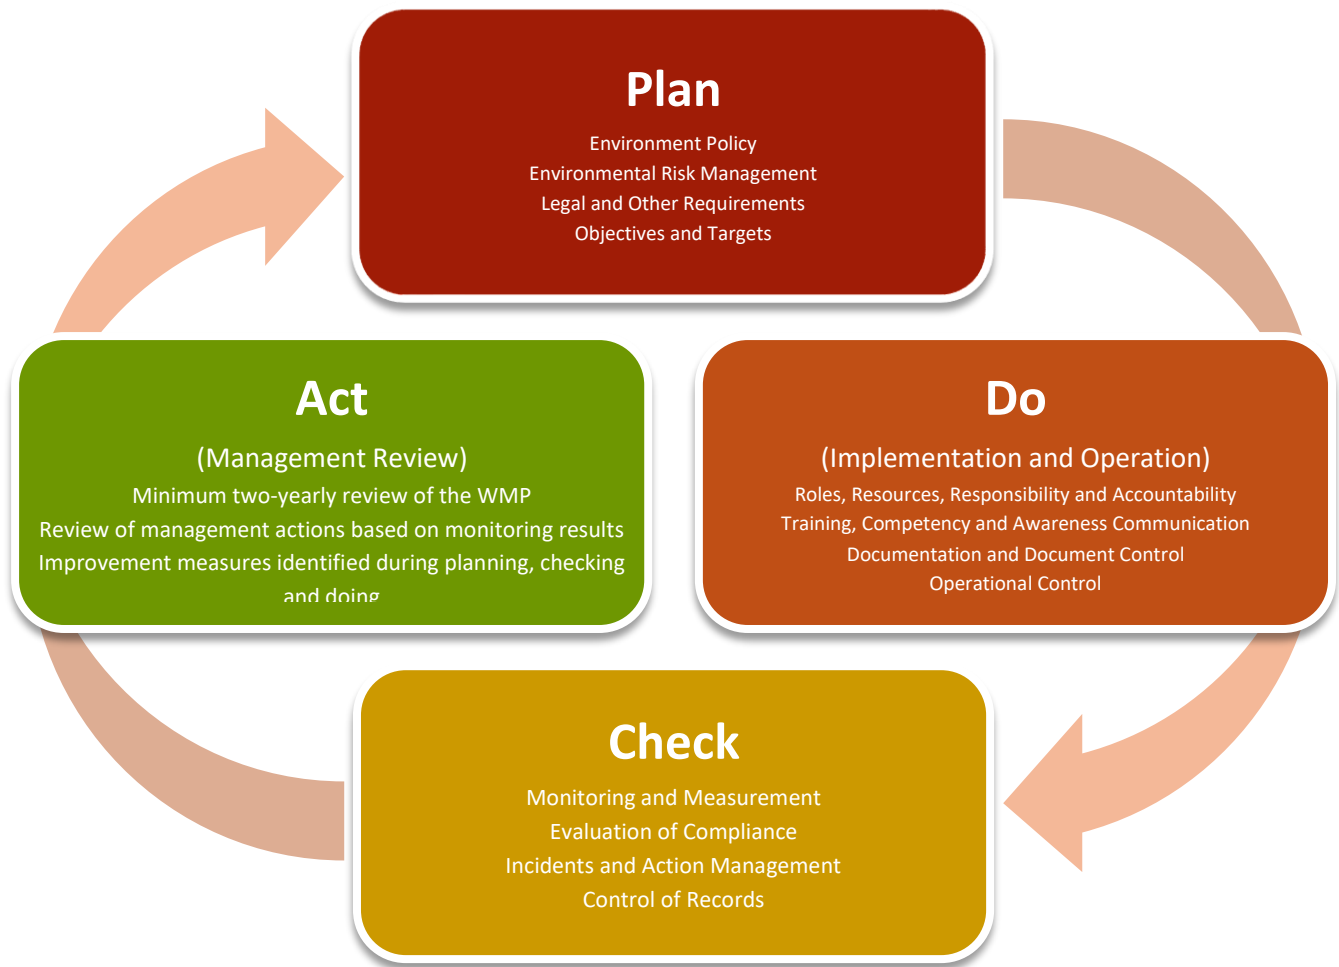 Plan
Environment Policy
Environmental Risk Management
Legal and Other Requirements
Objectives and Targets
Act
(Management Review)
Minimum two-yearly review of the WMP
Review of management actions based on monitoring results
Improvement measures identified during planning, checking
and doing
Do
(Implementation and Operation)
Roles, Resources, Responsibility and Accountability
Training, Competency and Awareness Communication
Documentation and Document Control
Operational Control
Check
Monitoring and Measurement
Evaluation of Compliance
Incidents and Action Management
Control of Records